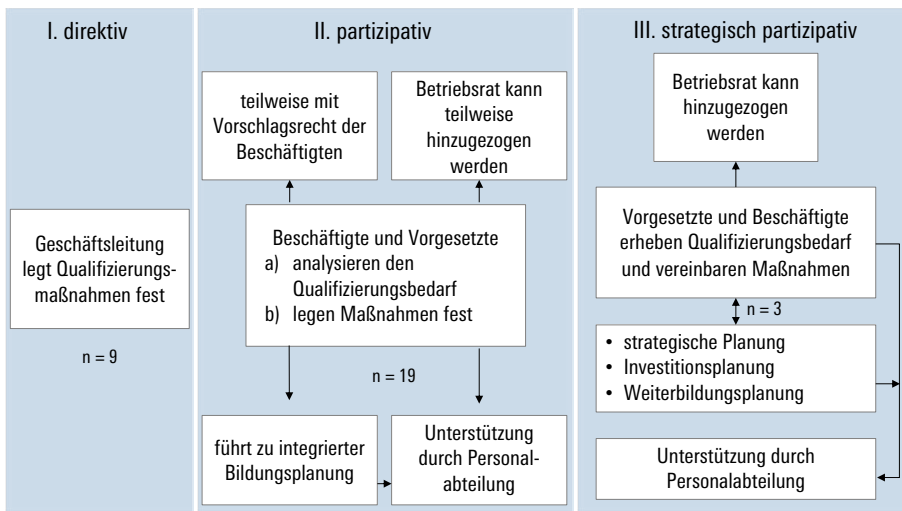 I. direktiv
Geschäftsleitung
legt Qualifizierungs-
maßnahmen fest
n = 9
II. partizipativ
teilweise mit
Vorschlagsrecht der
Beschäftigten
Betriebsrat kann
teilweise
hinzugezogen
werden
Beschäftigte und Vorgesetzte
a) analysieren den
Qualifizierungsbedarf
b) legen Maßnahmen fest
n = 19
führt zu integrierter
Bildungsplanung
Unterstützung
durch Personal-
abteilung
III. strategisch partizipativ
Betriebsrat kann
hinzugezogen
werden
Vorgesetzte und Beschäftigte
erheben Qualifizierungsbedarf
und vereinbaren Maßnahmen
n = 3
• strategische Planung
• Investitionsplanung
• Weiterbildungsplanung
Unterstützung durch
Personalabteilung